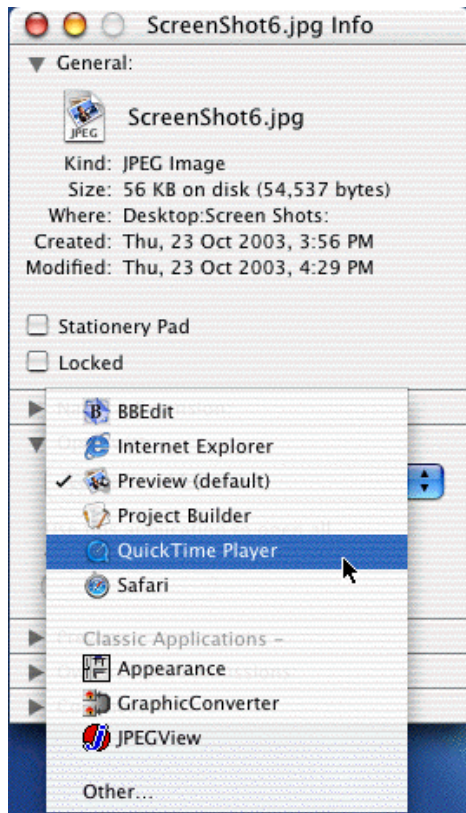 ScreenShot6.jpg Info
General:
JPEG
ScreenShot6.jpg
Kind: JPEG Image
Size: 56 KB on disk (54,537 bytes)
Where: Desktop:Screen Shots:
Created: Thu, 23 Oct 2003, 3:56 PM
Modified: Thu, 23 Oct 2003, 4:29 PM
Stationery Pad
Locked
BBEdit
Internet Explorer
Preview (default)
Project Builder
QuickTime Player
Safari
Classic Applications –
Appearance
GraphicConverter
JPEGView
Other...